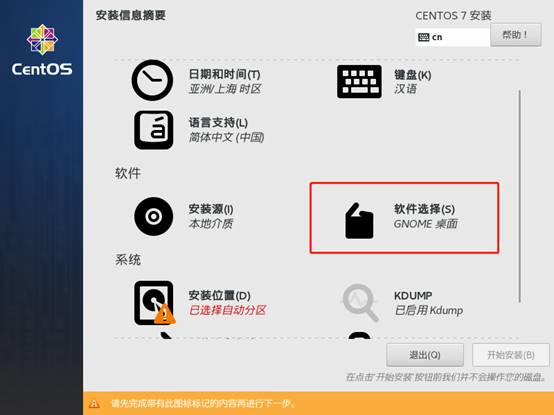 安装信息摘要
CENTOS 7 安装
cn
帮助！
CentOS
日期和时间(T)
亚洲/上海 时区
键盘(K)
汉语
语言支持(L)
简体中文 (中国)
软件
安装源(I)
本地介质
软件选择(S)
GNOME 桌面
系统
安装位置(D)
已选择自动分区
KDUMP
已启用 Kdump
退出(Q)
开始安装(B)
在点击"开始安装"按钮前我们并不会操作您的磁盘。
请先完成带有此图标标记的内容再进行下一步。